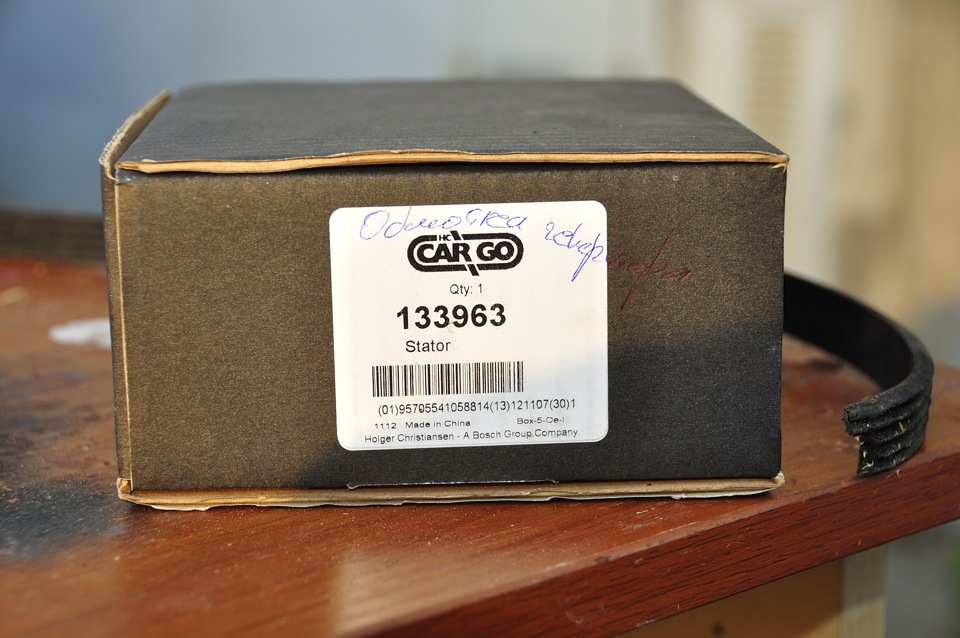 Обмотка генератора
HC
CARGO
Qty: 1
133963
Stator
(01)95705541058814(13)121107(30)1
1112 Made in China Box-5-Oe-I
Holger Christiansen - A Bosch Group Company.